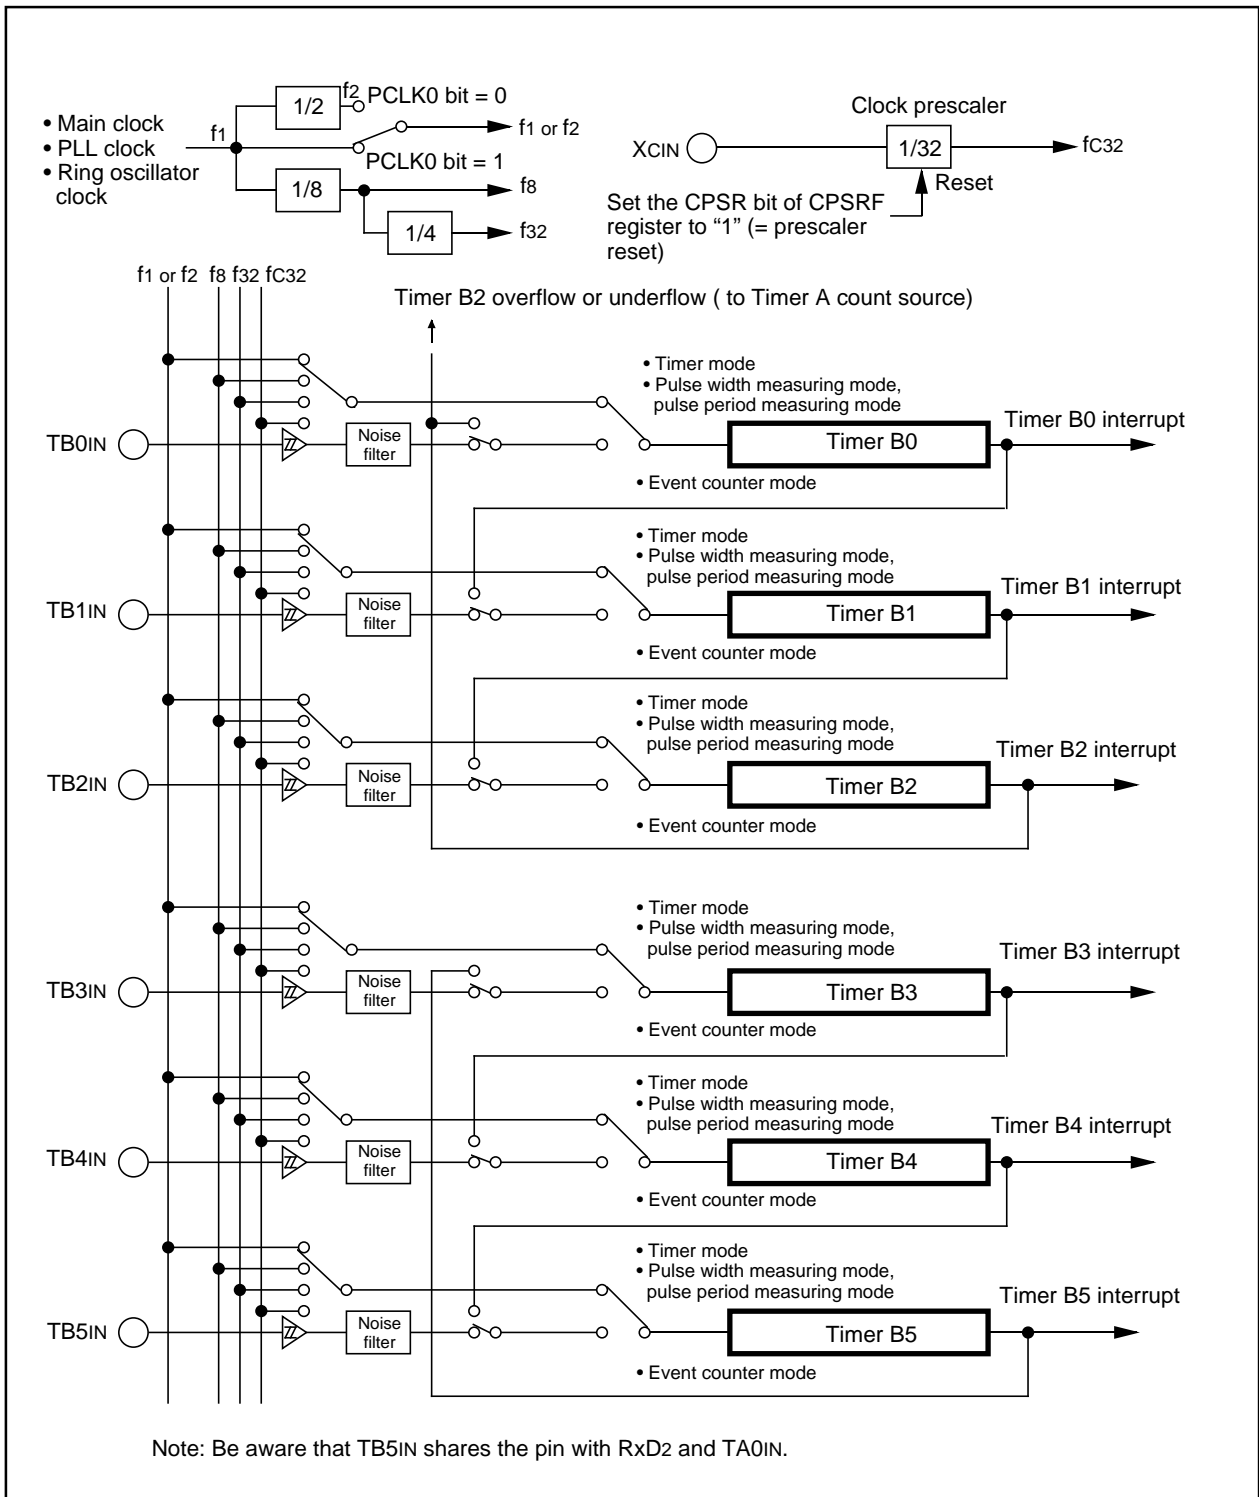 • Main clock
• PLL clock
• Ring oscillator
clock
f1
1/2
f2
PCLK0 bit = 0
f1 or f2
PCLK0 bit = 1
1/8
f8
1/4
f32
Clock prescaler
XCIN
1/32
fC32
Reset
Set the CPSR bit of CPSRF
register to “1” (= prescaler
reset)
f1 or f2 f8 f32 fC32
Timer B2 overflow or underflow ( to Timer A count source)
• Timer mode
• Pulse width measuring mode,
pulse period measuring mode
TB0IN
Noise
filter
Timer B0
Timer B0 interrupt
• Event counter mode
• Timer mode
• Pulse width measuring mode,
pulse period measuring mode
TB1IN
Noise
filter
Timer B1
Timer B1 interrupt
• Event counter mode
• Timer mode
• Pulse width measuring mode,
pulse period measuring mode
TB2IN
Noise
filter
Timer B2
Timer B2 interrupt
• Event counter mode
• Timer mode
• Pulse width measuring mode,
pulse period measuring mode
TB3IN
Noise
filter
Timer B3
Timer B3 interrupt
• Event counter mode
• Timer mode
• Pulse width measuring mode,
pulse period measuring mode
TB4IN
Noise
filter
Timer B4
Timer B4 interrupt
• Event counter mode
• Timer mode
• Pulse width measuring mode,
pulse period measuring mode
TB5IN
Noise
filter
Timer B5
Timer B5 interrupt
• Event counter mode
Note: Be aware that TB5IN shares the pin with RxD2 and TA0IN.